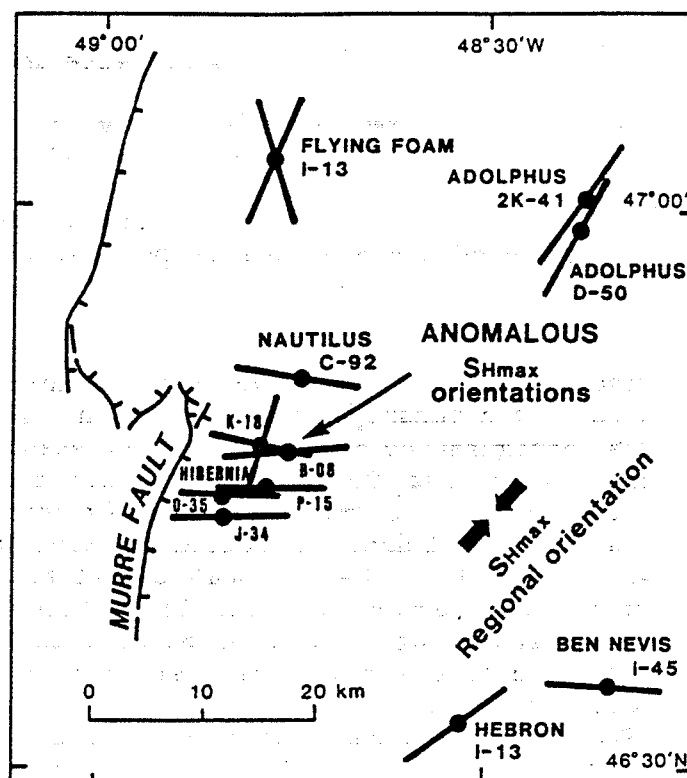 49°00'
48°30'W
FLYING FOAM
I-13
ADOLPHUS
2K-41
47°00'
ADOLPHUS
D-50
NAUTILUS
C-92
ANOMALOUS
SHmax
orientations
K-18
B-08
HIBERNIA
O-35
P-15
J-34
MURRE FAULT
SHmax
Regional orientation
BEN NEVIS
I-45
0 10 20 km
HEBRON
I-13
46°30'N